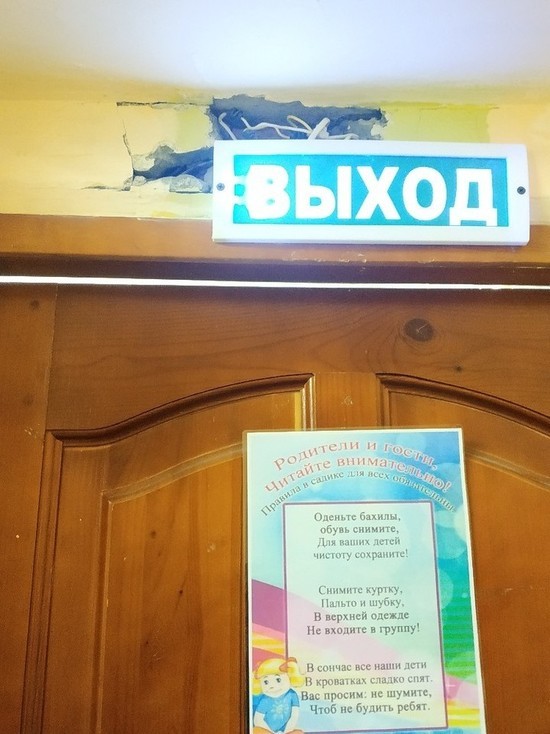 ВЫХОД
Родители и гости,
Читайте внимательно!
Правила в садике для всех обязательны
Оденьте бахилы,
обувь снимите,
Для ваших детей
чистоту сохраните!
Снимите куртку,
Пальто и шубку,
В верхней одежде
Не входите в группу!
В сончас все наши дети
В кроватках сладко спят.
Вас просим: не шумите,
Чтоб не будить ребят.